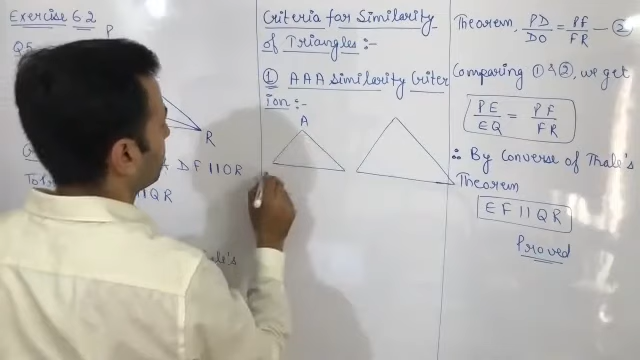 Exercise 6.2
Q5
P
R
DF || OR
|| QR
Criteria for Similarity
of Triangles:-
① AAA Similarity Criter
ion:-
A
Theorem, PD/DO = PF/FR — ②
Comparing ① & ②, we get
PE/EQ = PF/FR
∴ By Converse of Thale's
Theorem
EF || QR
Proved